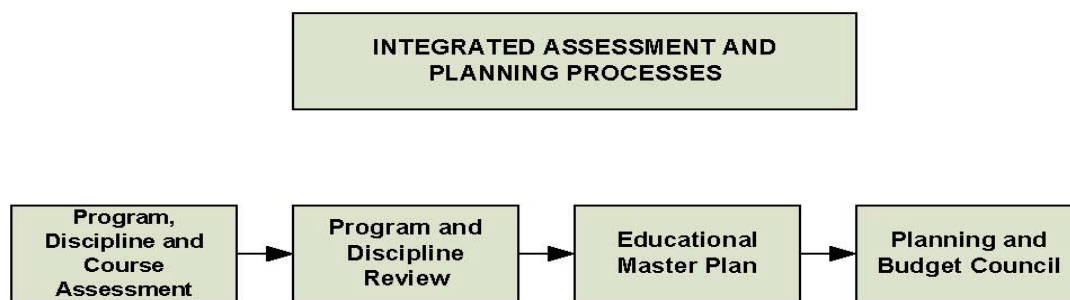 INTEGRATED ASSESSMENT AND
PLANNING PROCESSES
Program,
Discipline and
Course
Assessment
Program and
Discipline
Review
Educational
Master Plan
Planning and
Budget Council